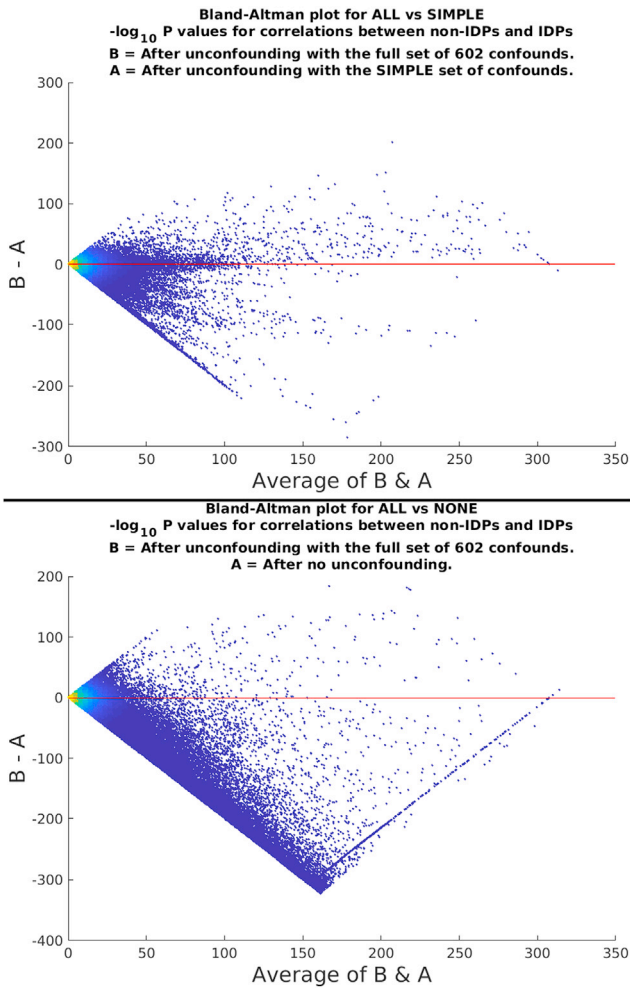 Bland-Altman plot for ALL vs SIMPLE
-log10 P values for correlations between non-IDPs and IDPs
B = After unconfounding with the full set of 602 confounds.
A = After unconfounding with the SIMPLE set of confounds.
300
200
100
0
-100
-200
-300
B - A
0 50 100 150 200 250 300 350
Average of B & A
Bland-Altman plot for ALL vs NONE
-log10 P values for correlations between non-IDPs and IDPs
B = After unconfounding with the full set of 602 confounds.
A = After no unconfounding.
200
100
0
-100
-200
-300
-400
B - A
0 50 100 150 200 250 300 350
Average of B & A